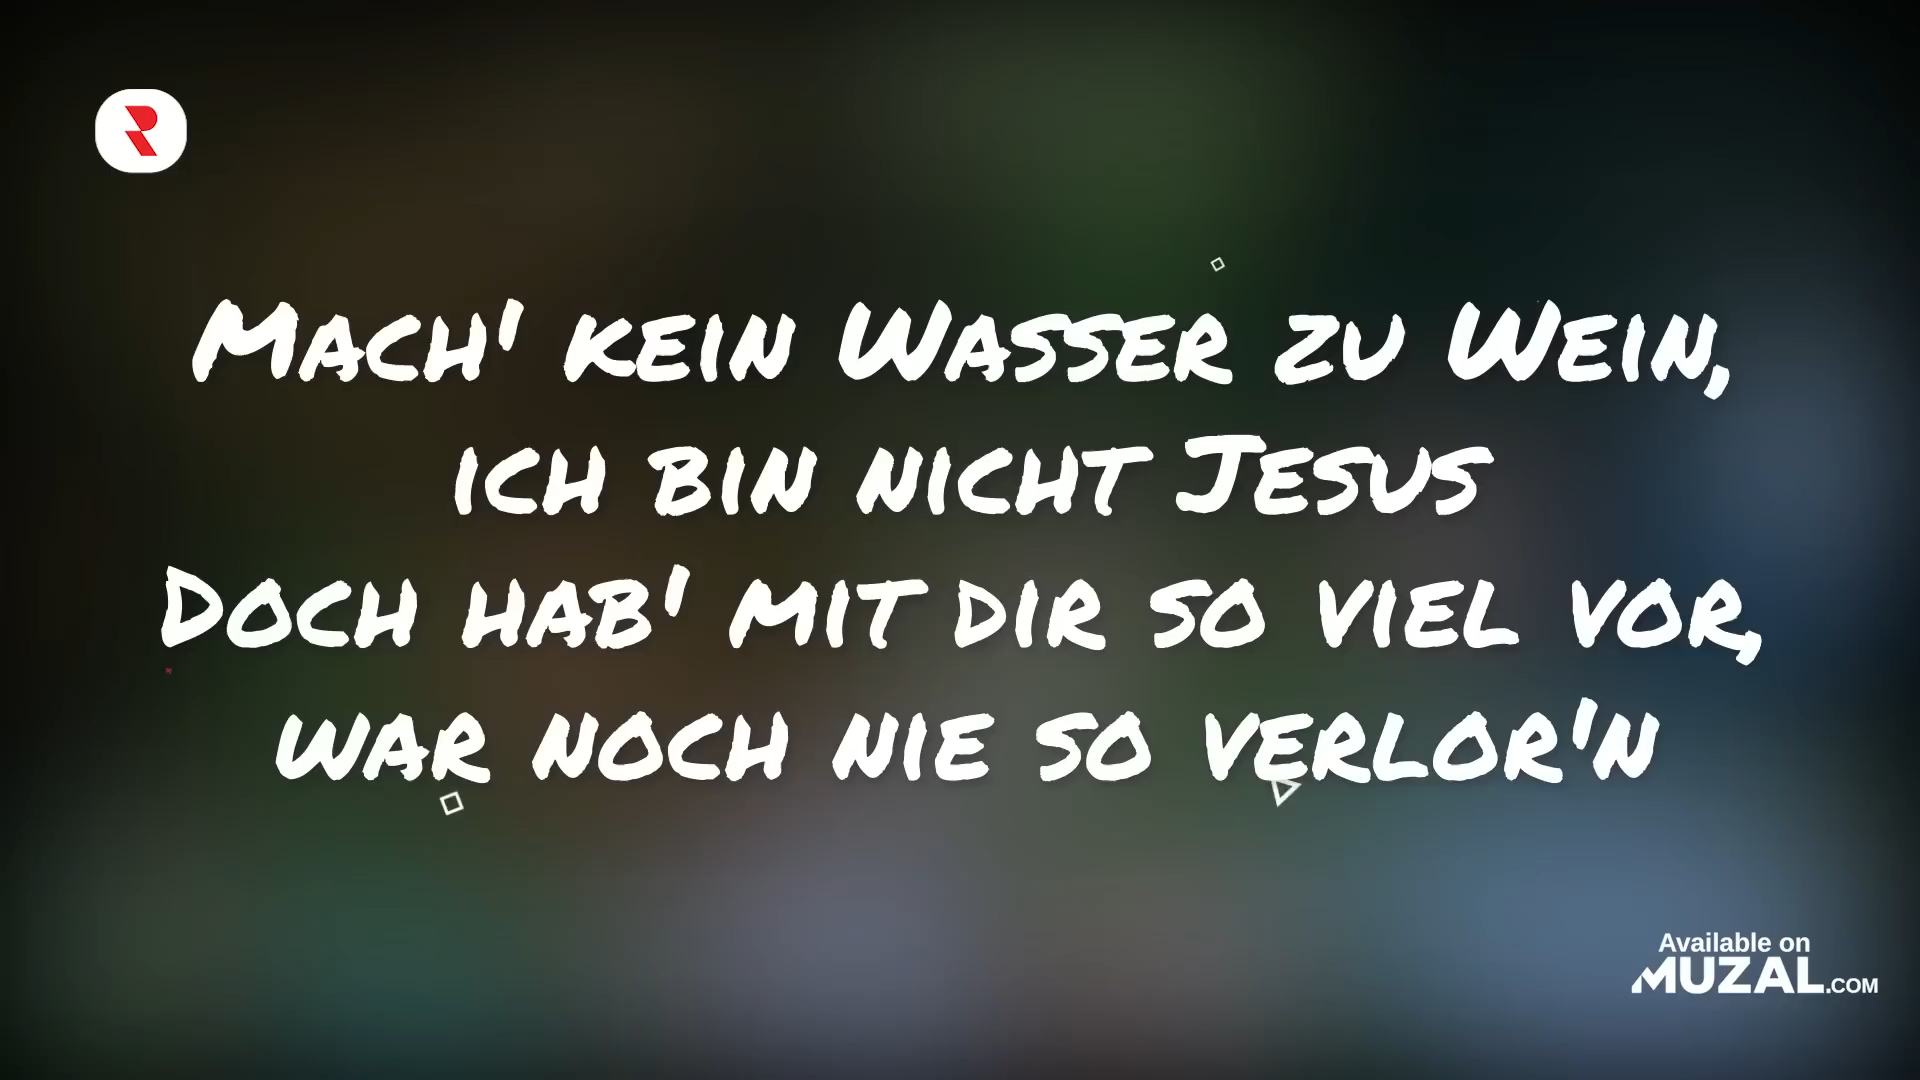 Mach' kein Wasser zu Wein,
ich bin nicht Jesus
Doch hab' mit dir so viel vor,
war noch nie so verlor'n
Available on
MUZAL.COM